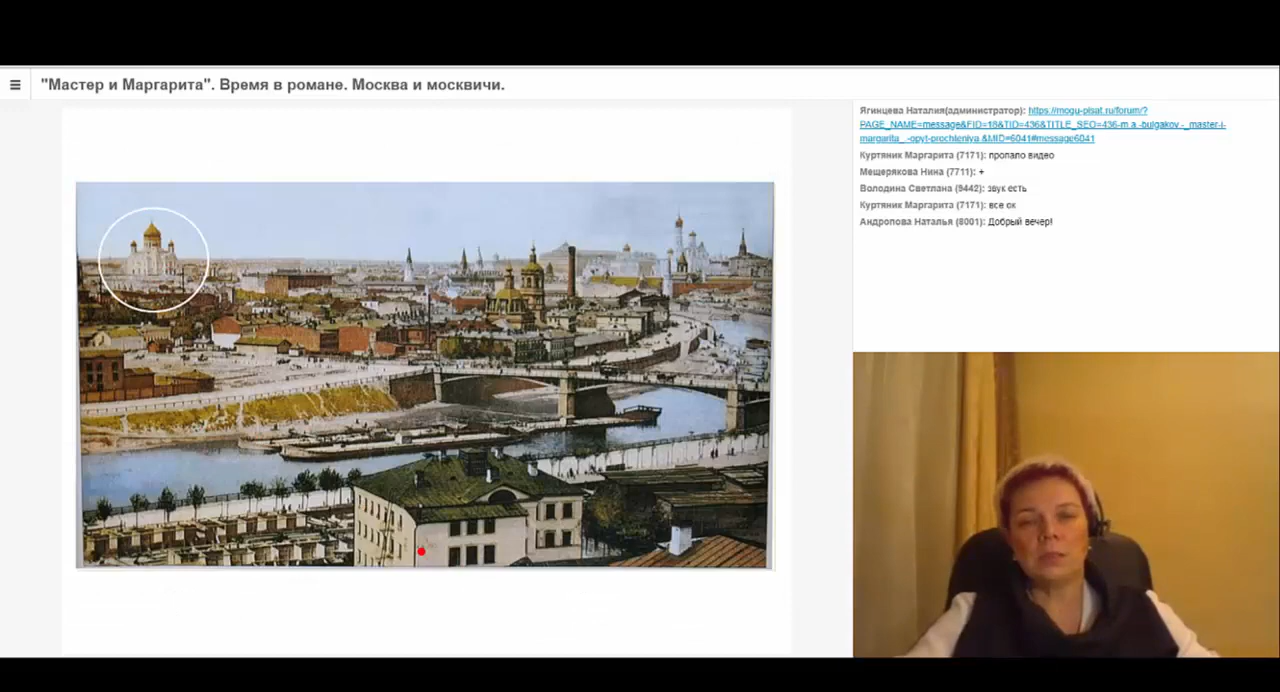 "Мастер и Маргарита". Время в романе. Москва и москвичи.
Ягинцева Наталия(администратор): https://mogu-pisat.ru/forum/?
PAGE_NAME=message&FID=18&TID=436&TITLE_SEO=436-m.a.-bulgakov.-_master-i-
margarita_.-opyt-prochteniya.&MID=6041#message6041
Куртяник Маргарита (7171): пропало видео
Мещерякова Нина (7711): +
Володина Светлана (9442): звук есть
Куртяник Маргарита (7171): все ок
Андропова Наталья (8001): Добрый вечер!